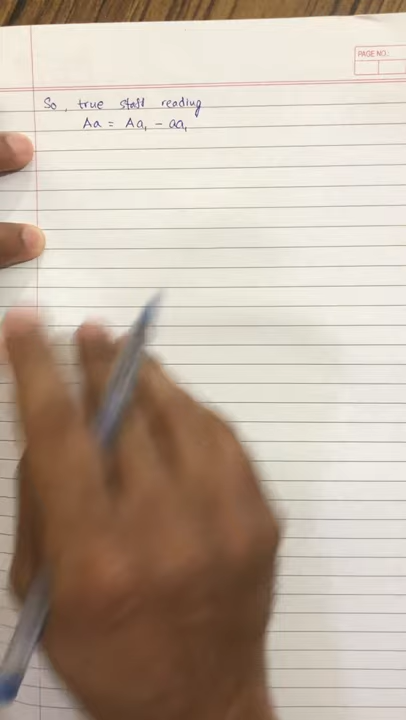 PAGE NO.:
So, true staff reading
Aa = Aa₁ - aa₁